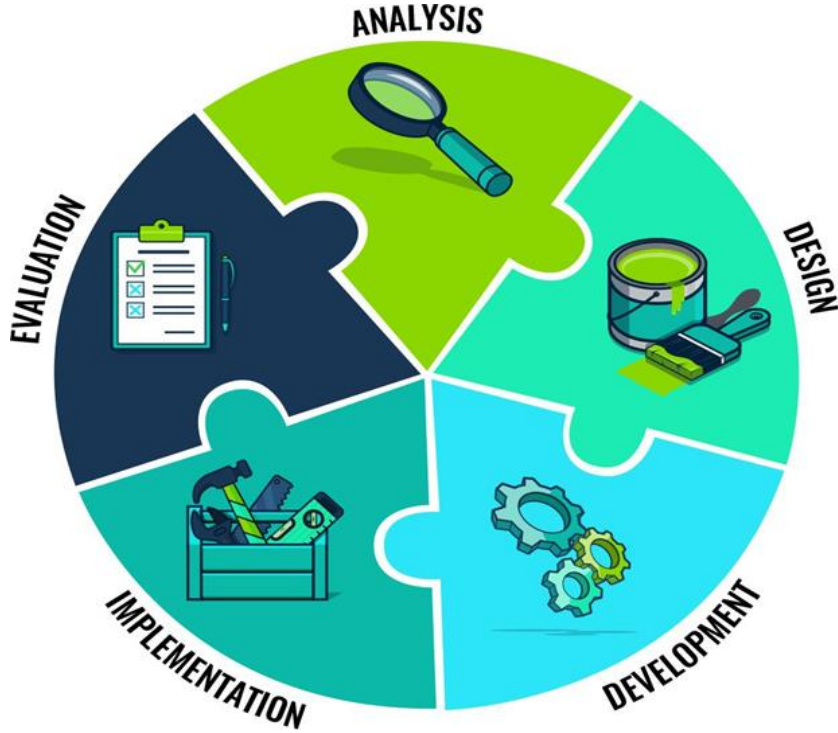 ANALYSIS
DESIGN
DEVELOPMENT
IMPLEMENTATION
EVALUATION